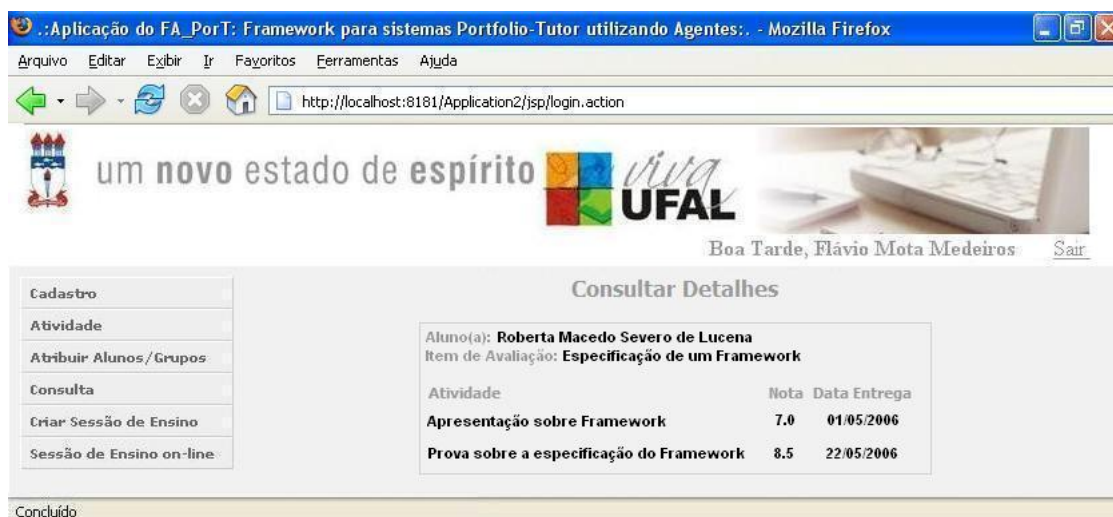 .:Aplicação do FA_PorT: Framework para sistemas Portfolio-Tutor utilizando Agentes:. - Mozilla Firefox
Arquivo Editar Exibir Ir Favoritos Ferramentas Ajuda
http://localhost:8181/Application2/jsp/login.action
um novo estado de espírito
viva
UFAL
Boa Tarde, Flávio Mota Medeiros Sair
Cadastro
Atividade
Atribuir Alunos/Grupos
Consulta
Criar Sessão de Ensino
Sessão de Ensino on-line
Consultar Detalhes
Aluno(a): Roberta Macedo Severo de Lucena
Item de Avaliação: Especificação de um Framework
Atividade Nota Data Entrega
Apresentação sobre Framework 7.0 01/05/2006
Prova sobre a especificação do Framework 8.5 22/05/2006
Concluído